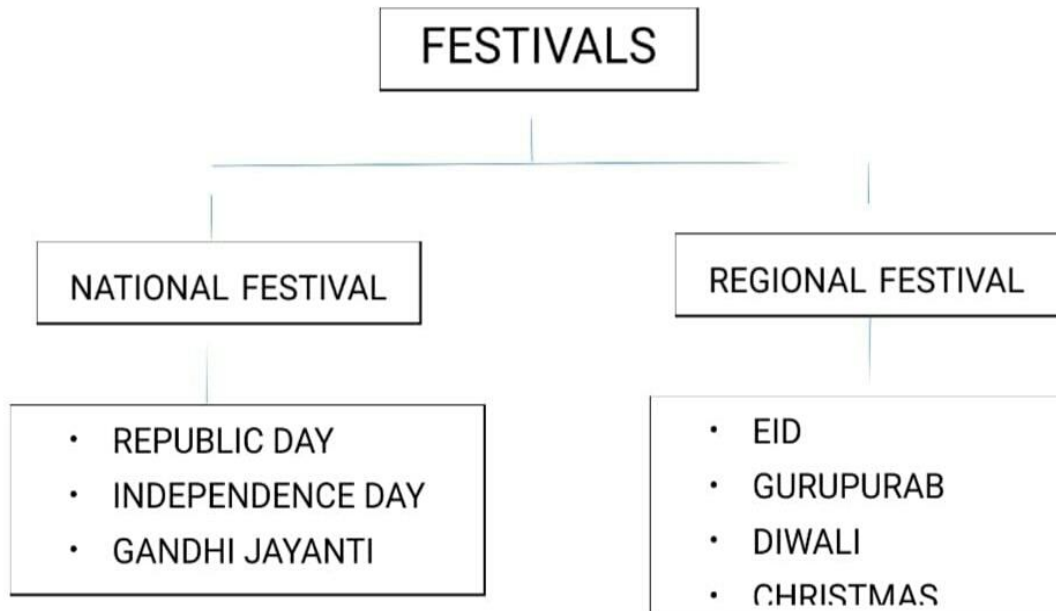 FESTIVALS
NATIONAL FESTIVAL
REGIONAL FESTIVAL
• REPUBLIC DAY
• INDEPENDENCE DAY
• GANDHI JAYANTI
• EID
• GURUPURAB
• DIWALI
• CHRISTMAS